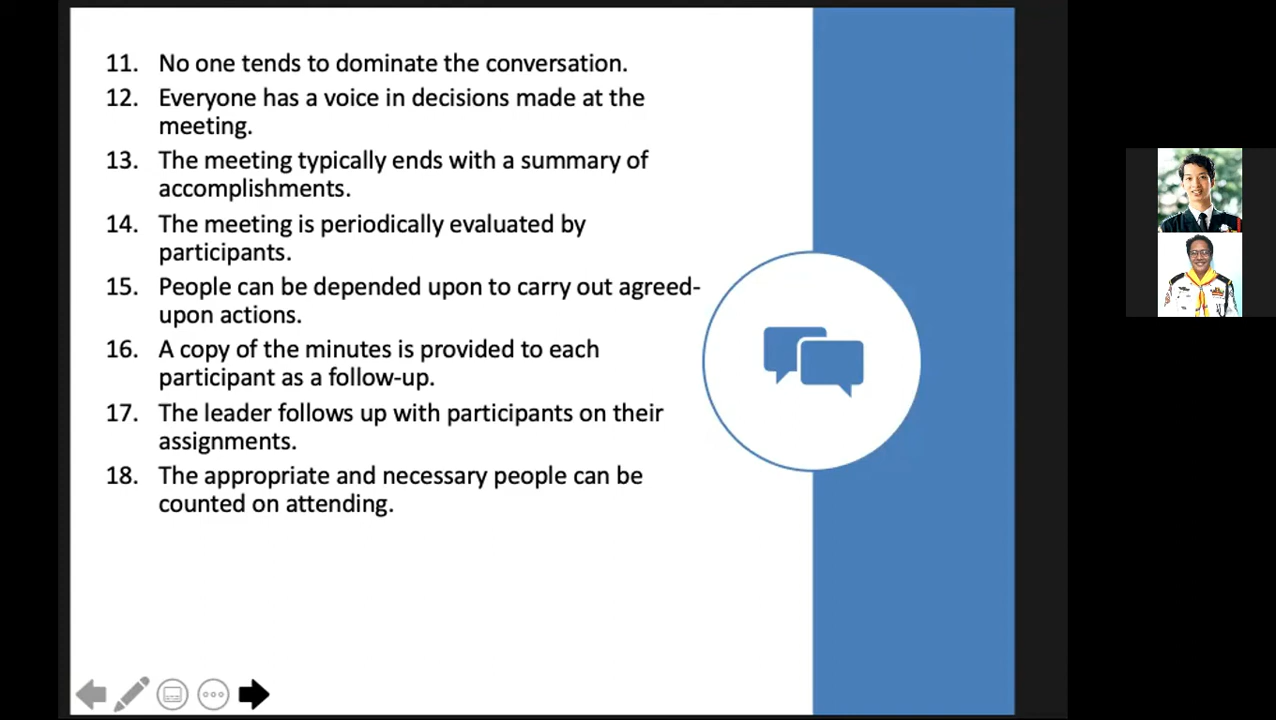 11. No one tends to dominate the conversation.
12. Everyone has a voice in decisions made at the
meeting.
13. The meeting typically ends with a summary of
accomplishments.
14. The meeting is periodically evaluated by
participants.
15. People can be depended upon to carry out agreed-
upon actions.
16. A copy of the minutes is provided to each
participant as a follow-up.
17. The leader follows up with participants on their
assignments.
18. The appropriate and necessary people can be
counted on attending.